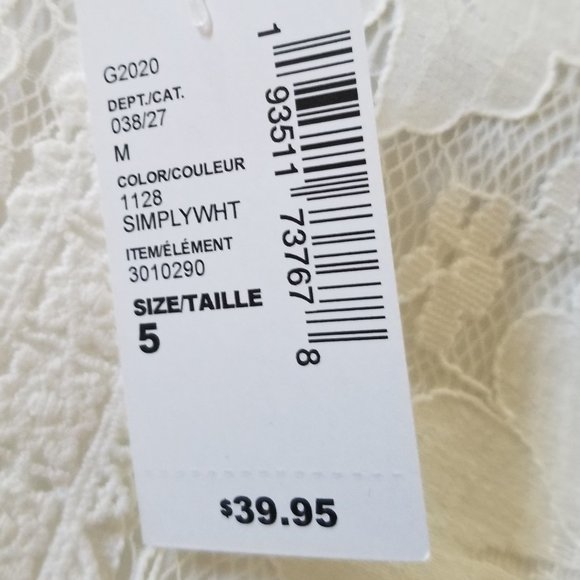 G2020
DEPT./CAT.
038/27
M
COLOR/COULEUR
1128
SIMPLYWHT
ITEM/ÉLÉMENT
3010290
SIZE/TAILLE
5
1 93511 73767 8
$39.95